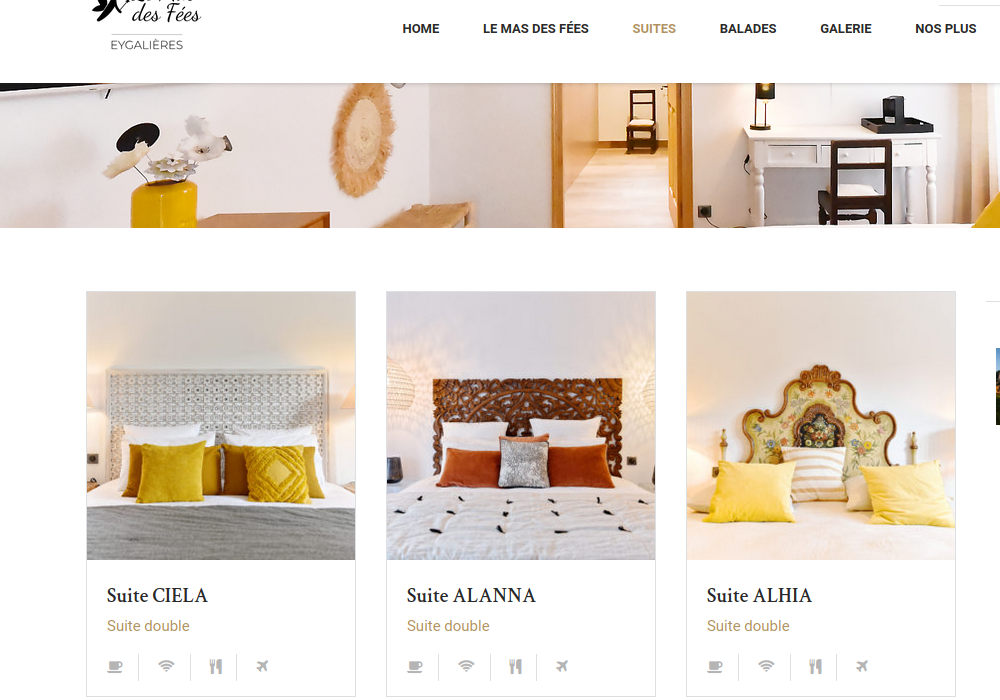 des Fées
EYGALIÈRES
HOME
LE MAS DES FÉES
SUITES
BALADES
GALERIE
NOS PLUS
Suite CIELA
Suite double
Suite ALANNA
Suite double
Suite ALHIA
Suite double